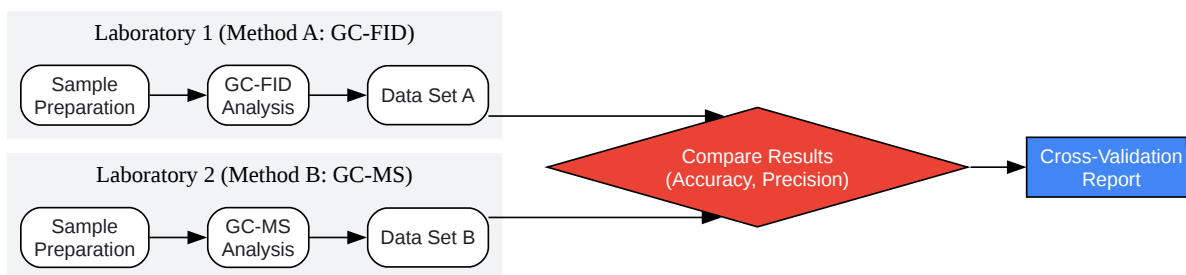 Laboratory 1 (Method A: GC-FID)
Sample
Preparation
GC-FID
Analysis
Data Set A
Laboratory 2 (Method B: GC-MS)
Sample
Preparation
GC-MS
Analysis
Data Set B
Compare Results
(Accuracy, Precision)
Cross-Validation
Report